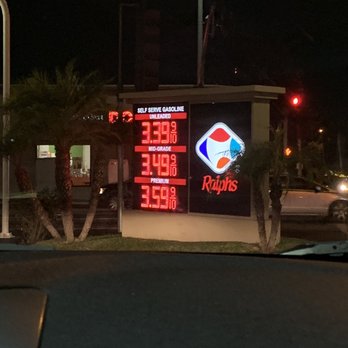 SELF SERVE GASOLINE
UNLEADED
3.39 9/10
MID-GRADE
3.49 9/10
PREMIUM
3.59 9/10
Ralphs